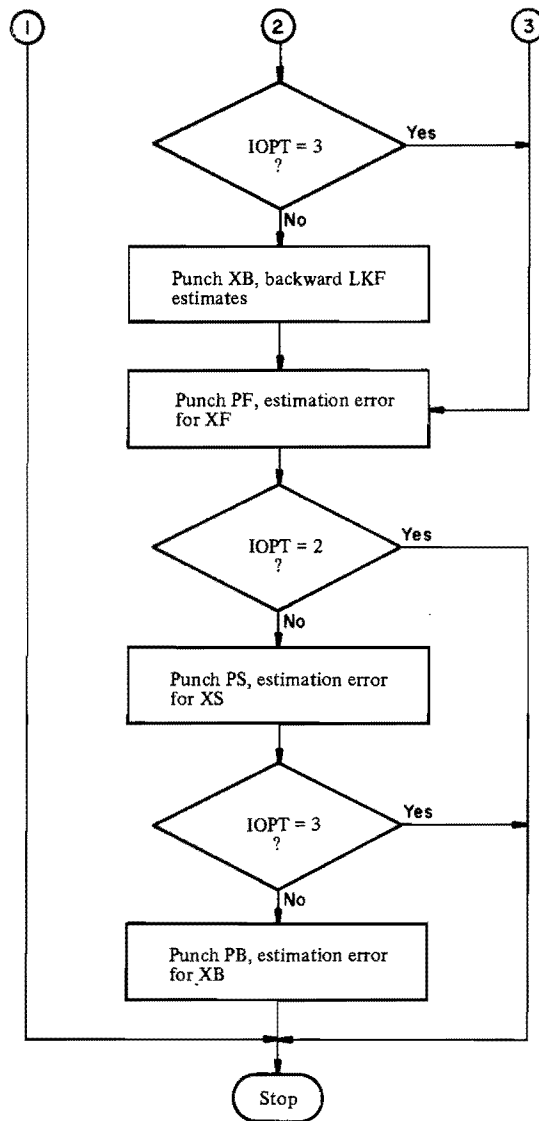 1
2
3
IOPT = 3
?
Yes
No
Punch XB, backward LKF
estimates
Punch PF, estimation error
for XF
IOPT = 2
?
Yes
No
Punch PS, estimation error
for XS
IOPT = 3
?
Yes
No
Punch PB, estimation error
for XB
Stop